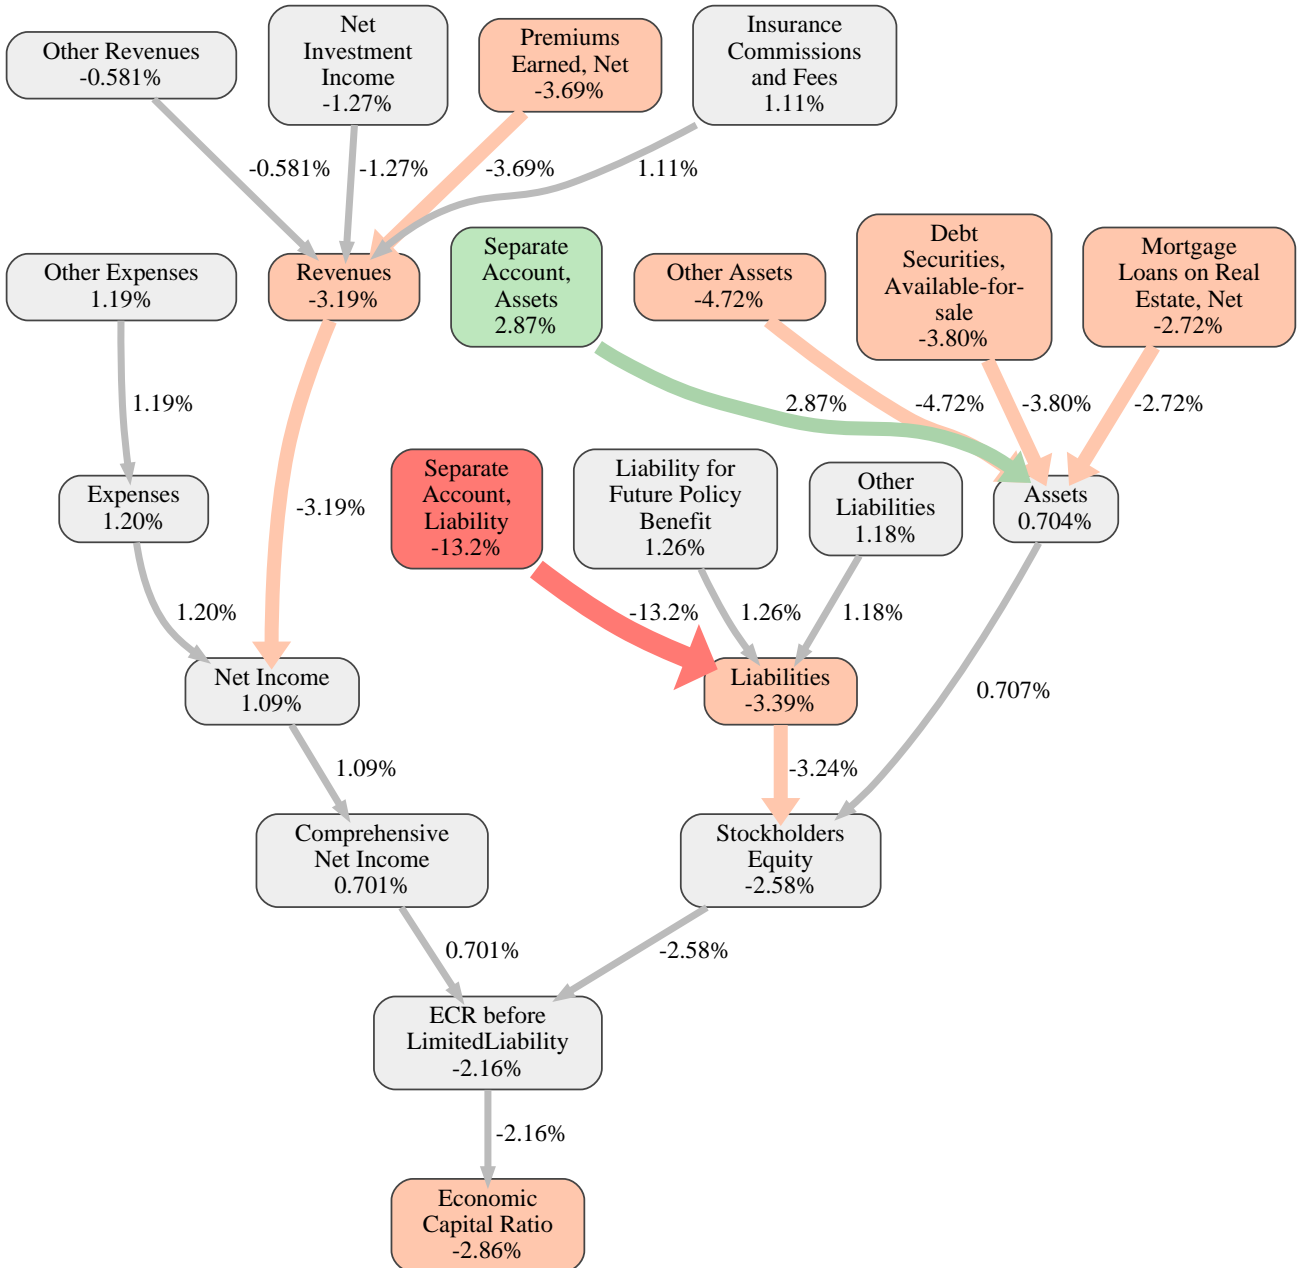 Other Revenues
-0.581%
Net
Investment
Income
-1.27%
Premiums
Earned, Net
-3.69%
Insurance
Commissions
and Fees
1.11%
-0.581%
-1.27%
-3.69%
1.11%
Other Expenses
1.19%
Revenues
-3.19%
Separate
Account,
Assets
2.87%
Other Assets
-4.72%
Debt
Securities,
Available-for-
sale
-3.80%
Mortgage
Loans on Real
Estate, Net
-2.72%
1.19%
2.87%
-4.72%
-3.80%
-2.72%
Expenses
1.20%
-3.19%
Separate
Account,
Liability
-13.2%
Liability for
Future Policy
Benefit
1.26%
Other
Liabilities
1.18%
Assets
0.704%
1.20%
-13.2%
1.26%
1.18%
Net Income
1.09%
Liabilities
-3.39%
0.707%
1.09%
-3.24%
Comprehensive
Net Income
0.701%
Stockholders
Equity
-2.58%
0.701%
-2.58%
ECR before
LimitedLiability
-2.16%
-2.16%
Economic
Capital Ratio
-2.86%